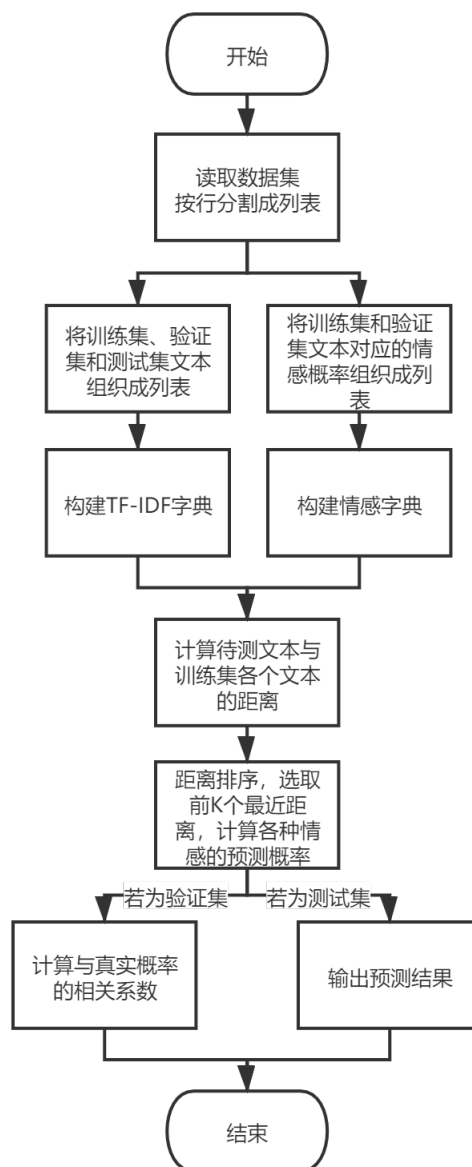 开始
读取数据集
按行分割成列表
将训练集、验证
集和测试集文本
组织成列表
将训练集和验证
集文本对应的情
感概率组织成列
表
构建TF-IDF字典
构建情感字典
计算待测文本与
训练集各个文本
的距离
距离排序，选取
前K个最近距
离，计算各种情
感的预测概率
若为验证集
若为测试集
计算与真实概率
的相关系数
输出预测结果
结束